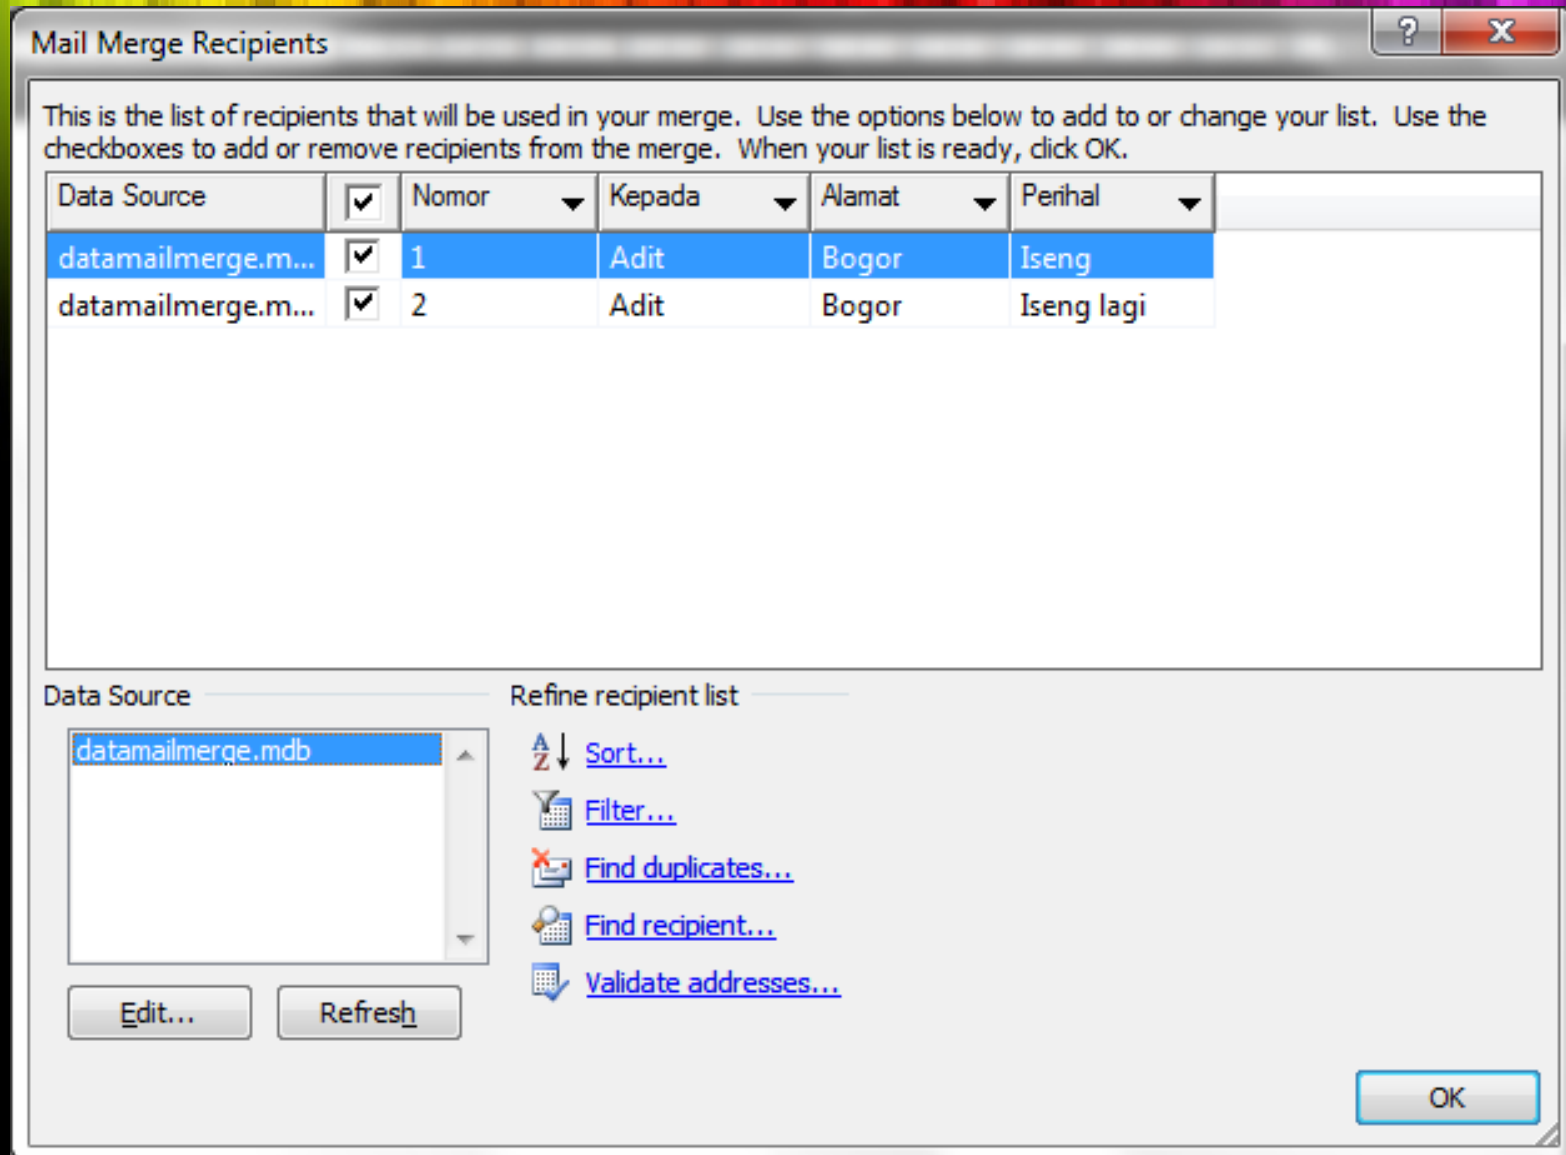 Mail Merge Recipients
This is the list of recipients that will be used in your merge. Use the options below to add to or change your list. Use the
checkboxes to add or remove recipients from the merge. When your list is ready, click OK.
Data Source Nomor Kepada Alamat Perihal
datamailmerge.m... 1 Adit Bogor Iseng
datamailmerge.m... 2 Adit Bogor Iseng lagi
Data Source
datamailmerge.mdb
Edit... Refresh
Refine recipient list
Sort...
Filter...
Find duplicates...
Find recipient...
Validate addresses...
OK